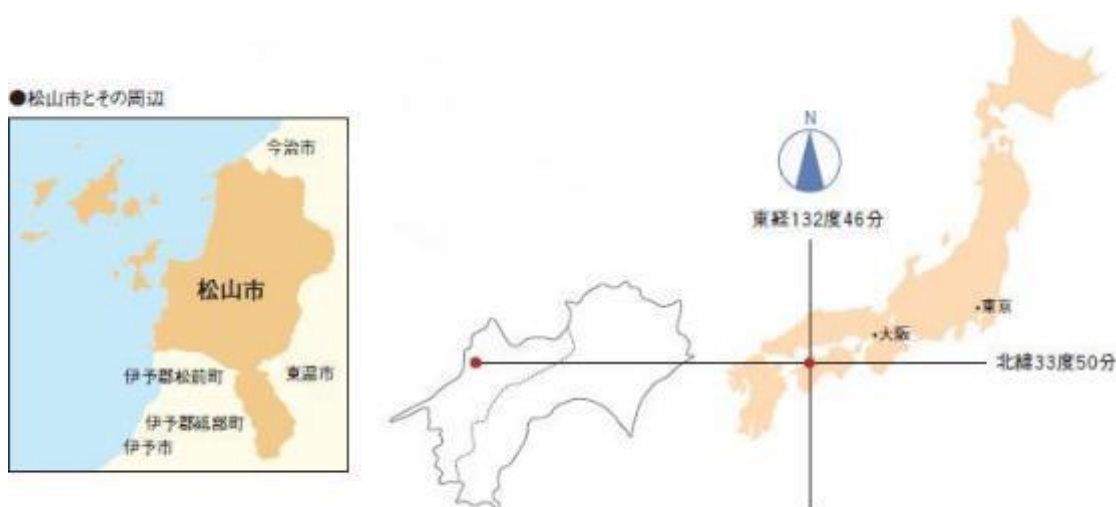 ●松山市とその周辺
今治市
松山市
伊予郡松前町
東温市
伊予郡砥部町
伊予市
N
東経132度46分
東京
大阪
北緯33度50分